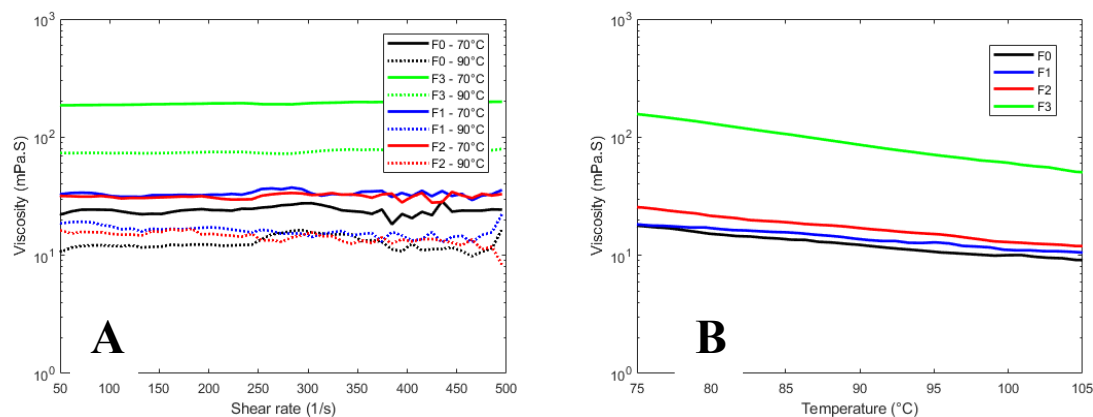 10³
10²
10¹
10⁰
Viscosity (mPa.S)
50 100 150 200 250 300 350 400 450 500
Shear rate (1/s)
F0 - 70°C
F0 - 90°C
F3 - 70°C
F3 - 90°C
F1 - 70°C
F1 - 90°C
F2 - 70°C
F2 - 90°C
A
10³
10²
10¹
10⁰
Viscosity (mPa.S)
75 80 85 90 95 100 105
Temperature (°C)
F0
F1
F2
F3
B